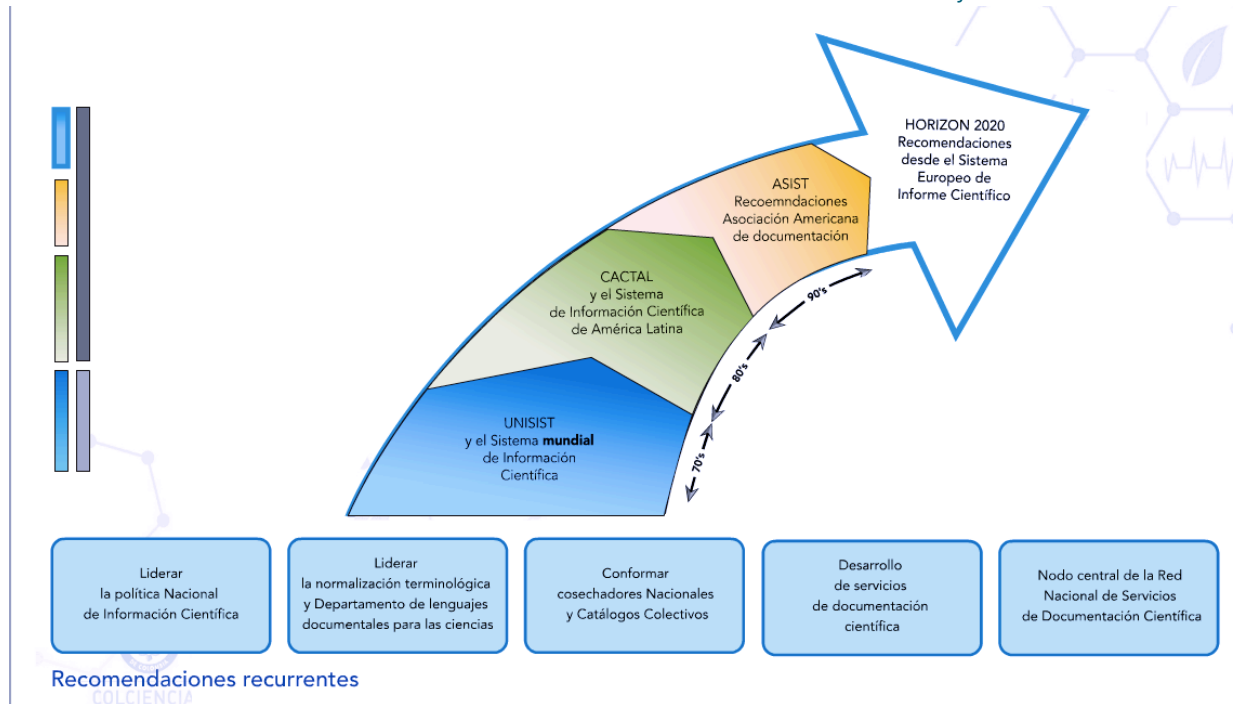 HORIZON 2020
Recomendaciones
desde el Sistema
Europeo de
Informe Científico
ASiST
Recoemndaciones
Asociación Americana
de documentación
CACTAL
y el Sistema
de Información Científica
de América Latina
UNISIST
y el Sistema mundial
de Información
Científica
90's
80's
70's
Liderar
la política Nacional
de Información Científica
Liderar
la normalización terminológica
y Departamento de lenguajes
documentales para las ciencias
Conformar
cosechadores Nacionales
y Catálogos Colectivos
Desarrollo
de servicios
de documentación
científica
Nodo central de la Red
Nacional de Servicios
de Documentación Científica
Recomendaciones recurrentes
COLCIENCIA